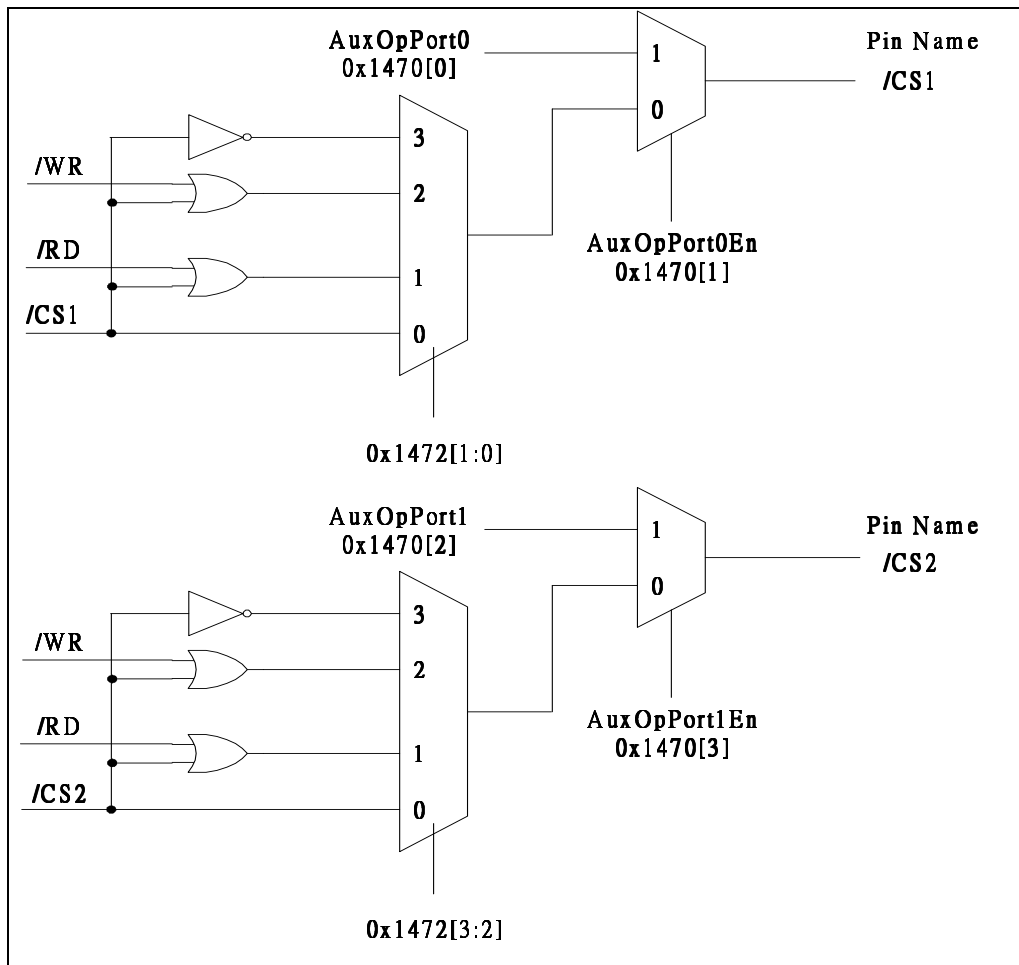 AuxOpPort0
0x1470[0]
1
0
Pin Name
/CS1
3
/WR
2
/RD
1
/CS1
0
AuxOpPort0En
0x1470[1]
0x1472[1:0]
AuxOpPort1
0x1470[2]
1
0
Pin Name
/CS2
3
/WR
2
/RD
1
/CS2
0
AuxOpPort1En
0x1470[3]
0x1472[3:2]